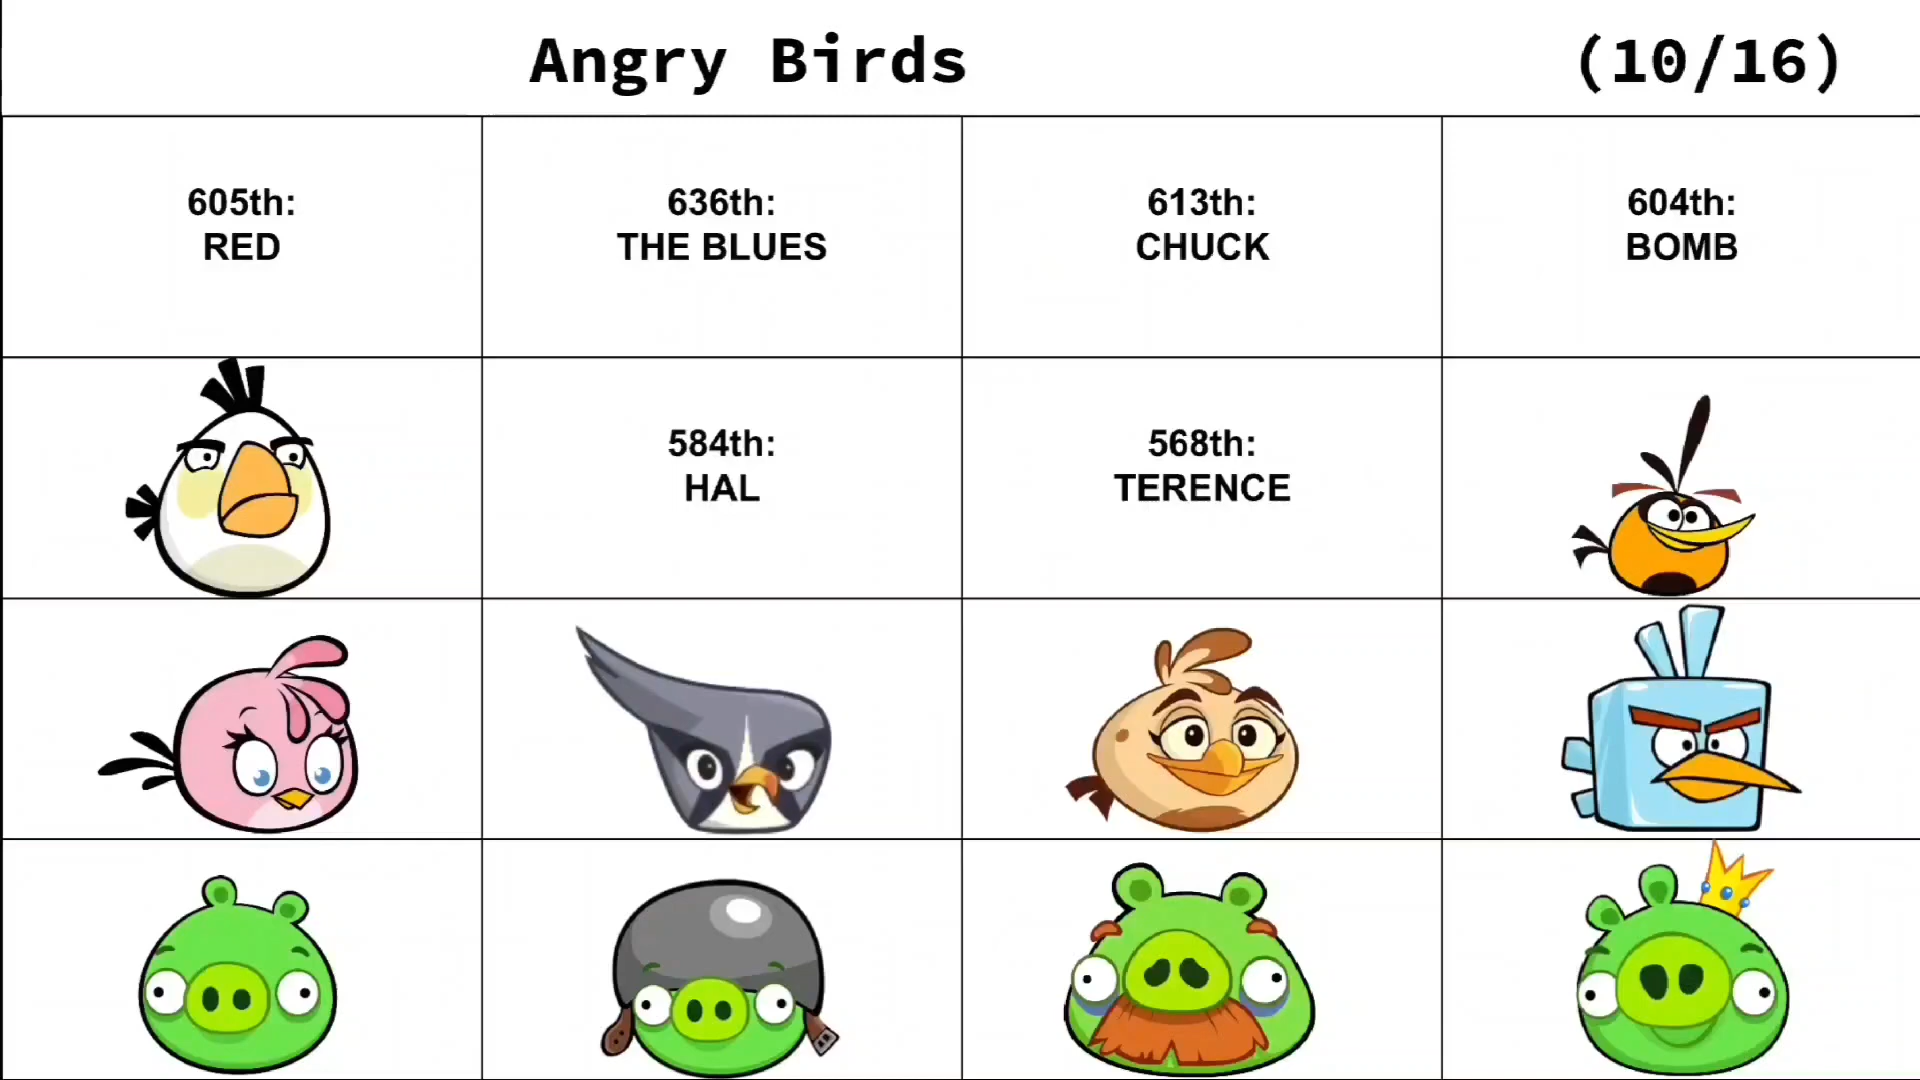 Angry Birds (10/16)
605th:
RED
636th:
THE BLUES
613th:
CHUCK
604th:
BOMB
584th:
HAL
568th:
TERENCE